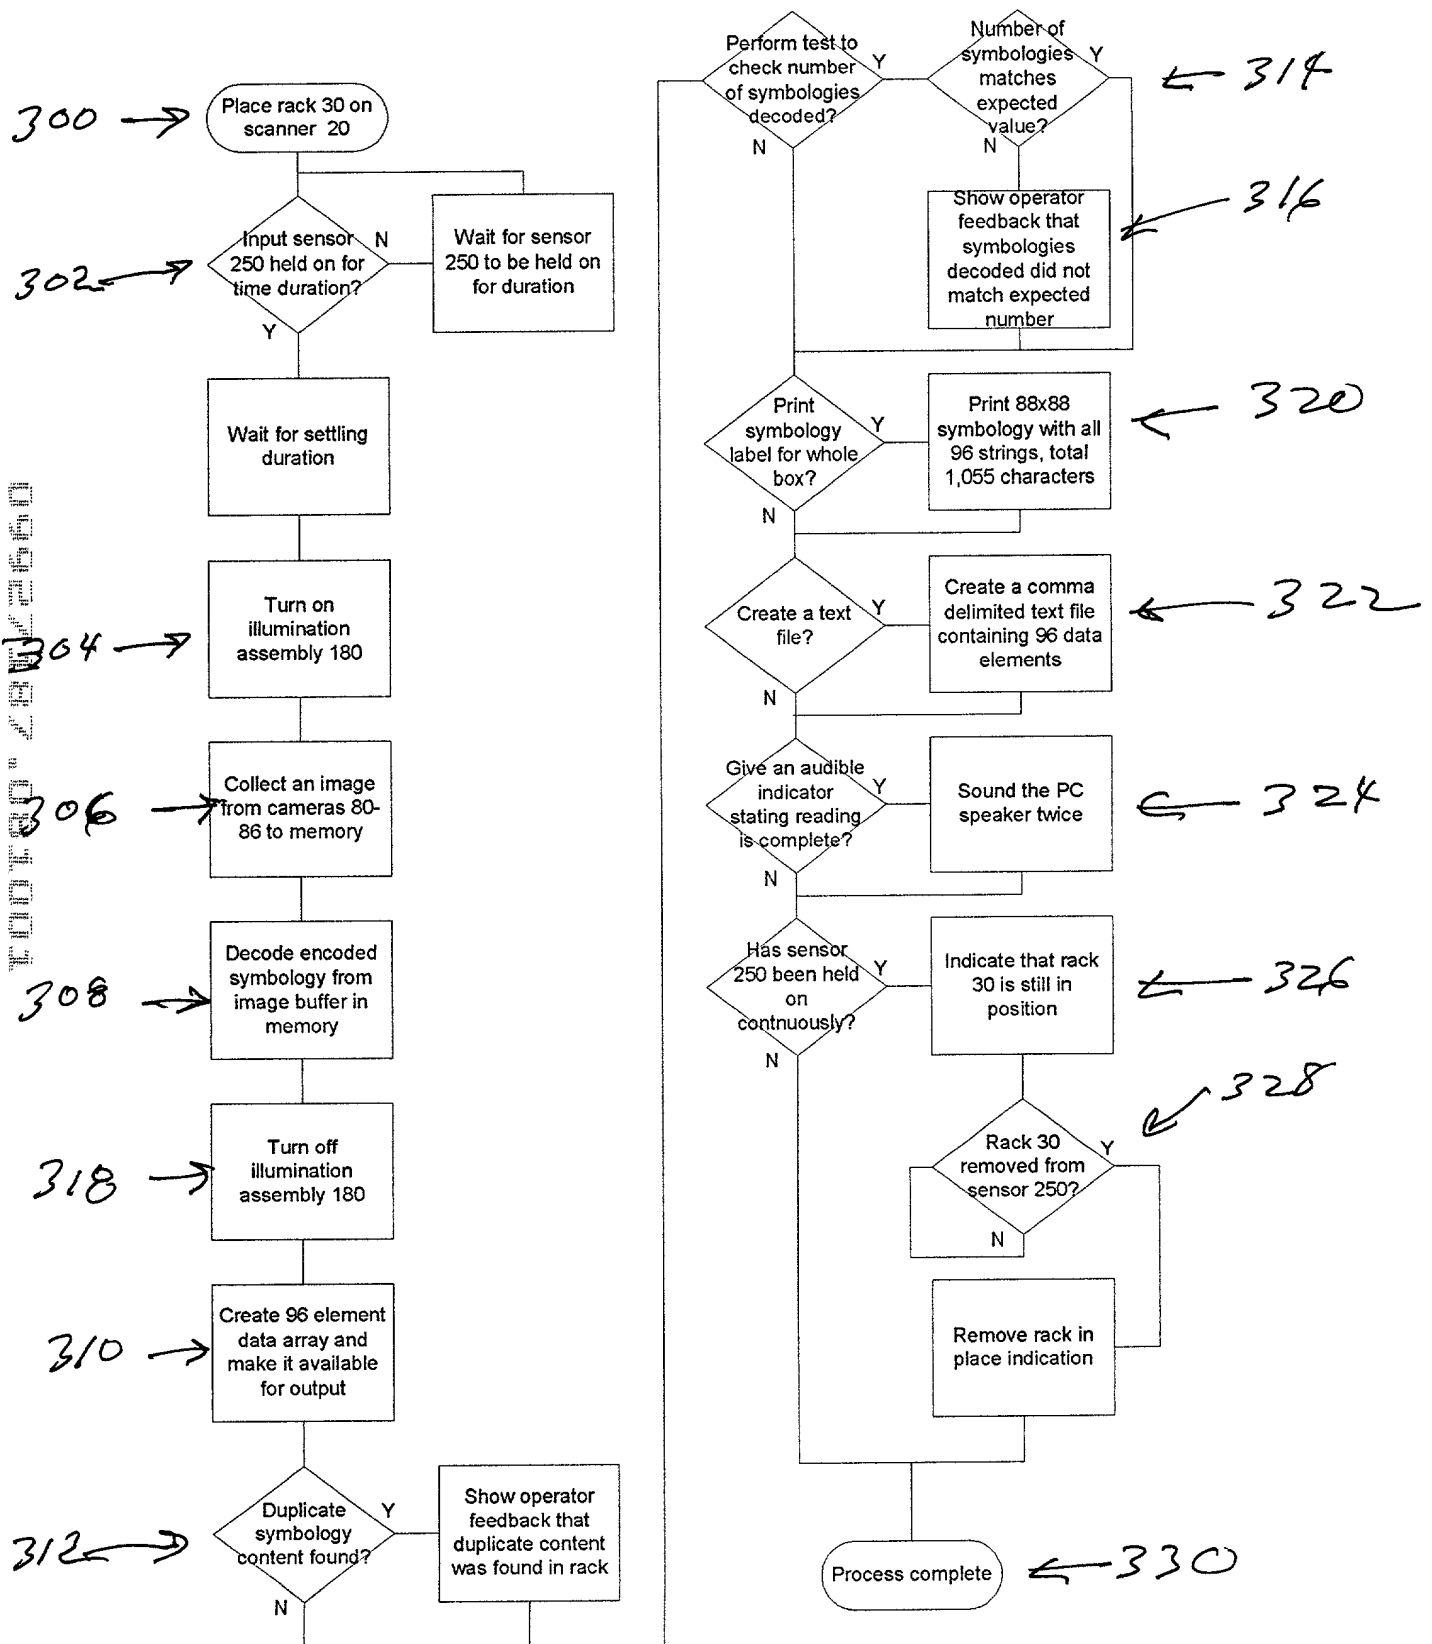 300
Place rack 30 on
scanner 20
302
Input sensor
250 held on for
time duration?
N
Y
Wait for sensor
250 to be held on
for duration
Wait for settling
duration
304
Turn on
illumination
assembly 180
306
Collect an image
from cameras 80-
86 to memory
308
Decode encoded
symbology from
image buffer in
memory
318
Turn off
illumination
assembly 180
310
Create 96 element
data array and
make it available
for output
312
Duplicate
symbology
content found?
Y
N
Show operator
feedback that
duplicate content
was found in rack
Perform test to
check number
of symbologies
decoded?
Y
N
Number of
symbologies
matches
expected
value?
Y
N
314
Show operator
feedback that
symbologies
decoded did not
match expected
number
316
Print
symbology
label for whole
box?
Y
N
Print 88x88
symbology with all
96 strings, total
1,055 characters
320
Create a text
file?
Y
N
Create a comma
delimited text file
containing 96 data
elements
322
Give an audible
indicator
stating reading
is complete?
Y
N
Sound the PC
speaker twice
324
Has sensor
250 been held
on
contnuously?
Y
N
Indicate that rack
30 is still in
position
326
328
Rack 30
removed from
sensor 250?
Y
N
Remove rack in
place indication
Process complete
330